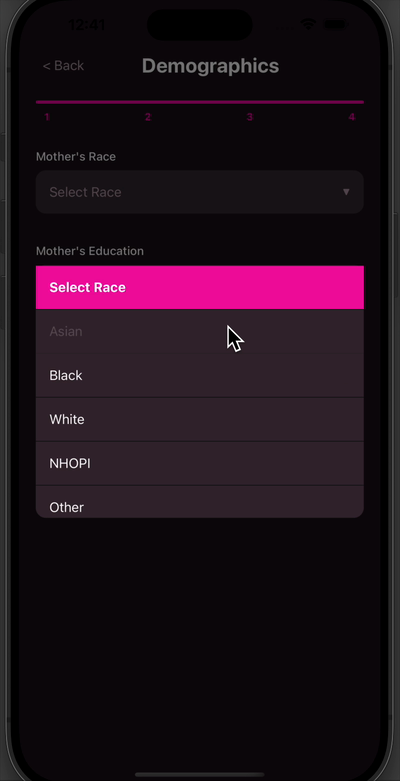 12:41
< Back
Demographics
1 2 3 4
Mother's Race
Select Race ▼
Mother's Education
Select Race
Asian
Black
White
NHOPI
Other